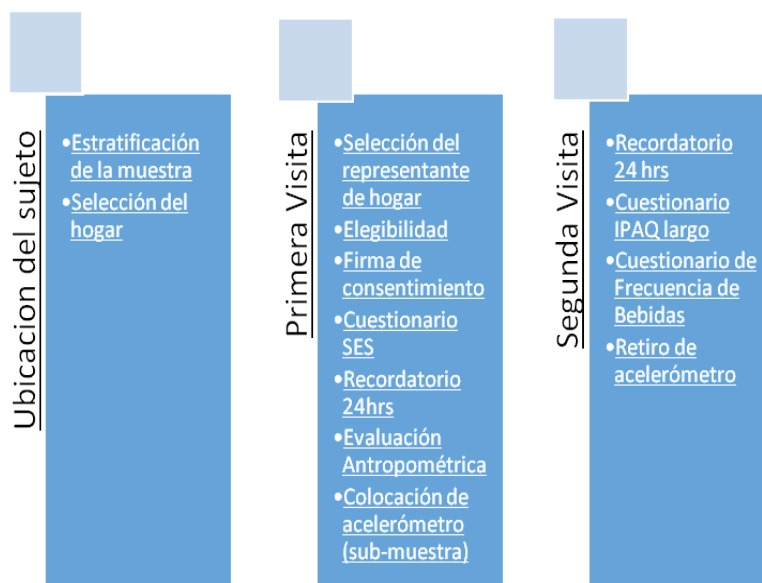 Ubicacion del sujeto
•Estratificación
de la muestra
•Selección del
hogar
Primera Visita
•Selección del
representante
de hogar
•Elegibilidad
•Firma de
consentimiento
•Cuestionario
SES
•Recordatorio
24hrs
•Evaluación
Antropométrica
•Colocación de
acelerómetro
(sub-muestra)
Segunda Visita
•Recordatorio
24 hrs
•Cuestionario
IPAQ largo
•Cuestionario de
Frecuencia de
Bebidas
•Retiro de
acelerómetro